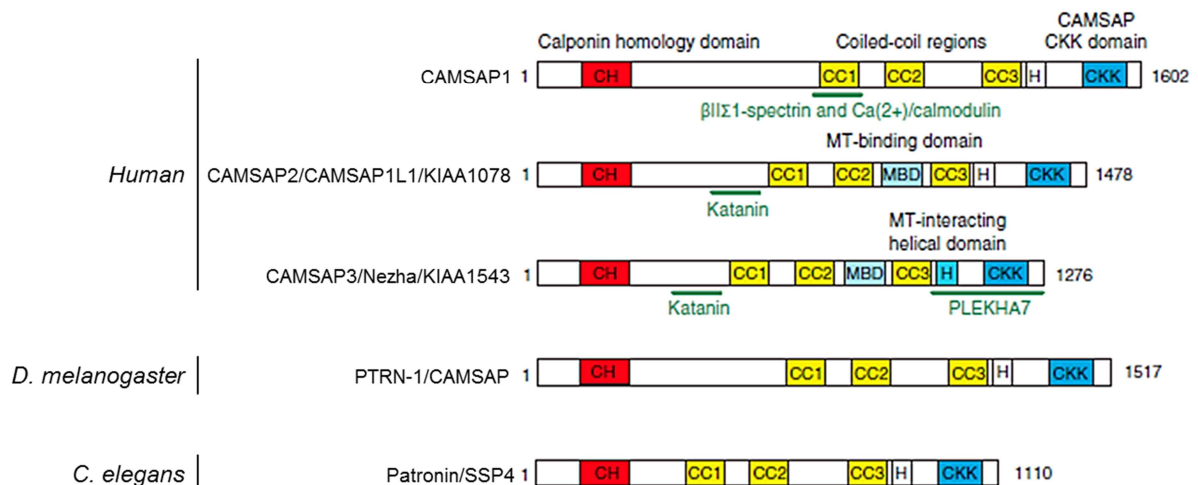 Calponin homology domain
Coiled-coil regions
CAMSAP
CKK domain
CAMSAP1 1 CH CC1 CC2 CC3 H CKK 1602
βIIΣ1-spectrin and Ca(2+)/calmodulin
MT-binding domain
Human
CAMSAP2/CAMSAP1L1/KIAA1078 1 CH CC1 CC2 MBD CC3 H CKK 1478
Katanin
MT-interacting
helical domain
CAMSAP3/Nezha/KIAA1543 1 CH CC1 CC2 MBD CC3 H CKK 1276
Katanin
PLEKHA7
D. melanogaster
PTRN-1/CAMSAP 1 CH CC1 CC2 CC3 H CKK 1517
C. elegans
Patronin/SSP4 1 CH CC1 CC2 CC3 H CKK 1110